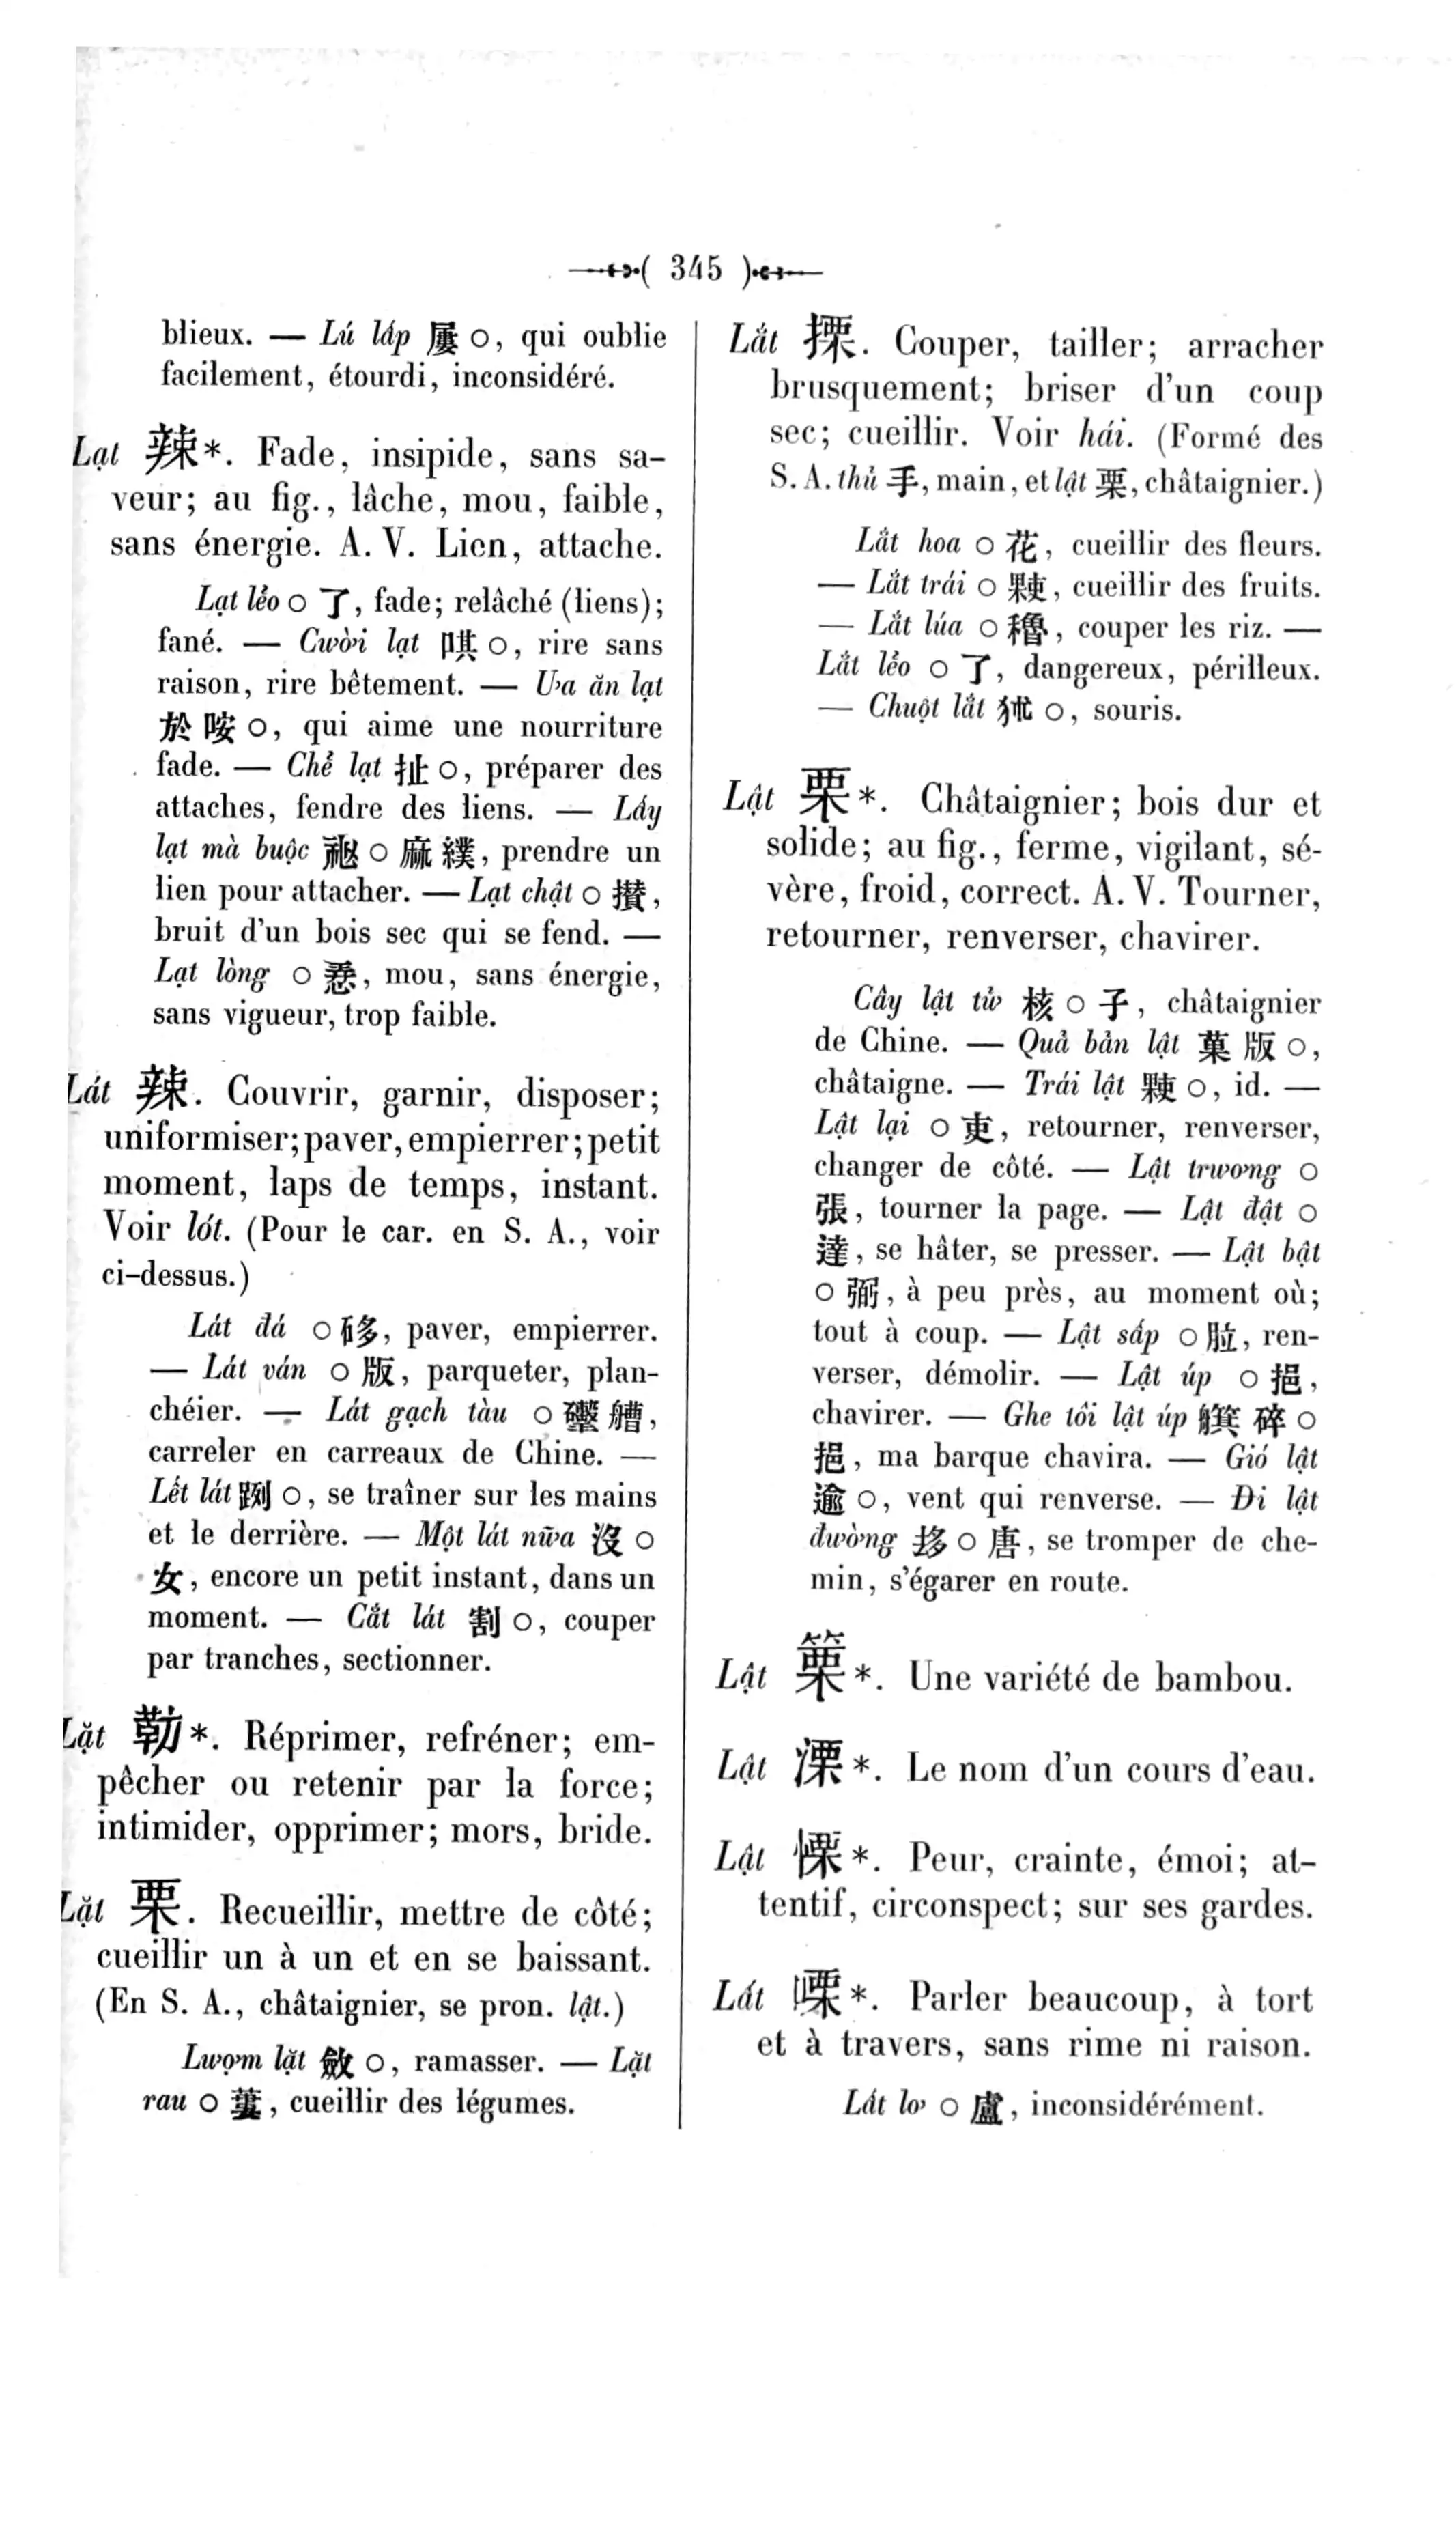 ( 345 )
blieux. — Lú lấp 屢 ○, qui oublie
facilement, étourdi, inconsidéré.
Lạt 辢*. Fade, insipide, sans sa-
veur; au fig., lâche, mou, faible,
sans énergie. A. V. Lien, attache.
Lạt lẻo ○ 了, fade; relâché (liens);
fané. — Cười lạt 唭 ○, rire sans
raison, rire bêtement. — Ưa ăn lạt
於 咹 ○, qui aime une nourriture
fade. — Chẻ lạt 扯 ○, préparer des
attaches, fendre des liens. — Lấy
lạt mà buộc ○ 麻 纀, prendre un
lien pour attacher. — Lạt chật ○ 攅,
bruit d'un bois sec qui se fend. —
Lạt lòng ○, mou, sans énergie,
sans vigueur, trop faible.
Lát 辢. Couvrir, garnir, disposer;
uniformiser; paver, empierrer; petit
moment, laps de temps, instant.
Voir lót. (Pour le car. en S. A., voir
ci-dessus.)
Lát đá ○ 䃄, paver, empierrer.
— Lát ván ○ 版, parqueter, plan-
chéier. — Lát gạch tàu ○ 艚,
carreler en carreaux de Chine. —
Lết lát ○, se traîner sur les mains
et le derrière. — Một lát nữa 沒 ○
女, encore un petit instant, dans un
moment. — Cắt lát 割 ○, couper
par tranches, sectionner.
Lặt 勒*. Réprimer, refréner; em-
pêcher ou retenir par la force;
intimider, opprimer; mors, bride.
Lặt 栗. Recueillir, mettre de côté;
cueillir un à un et en se baissant.
(En S. A., châtaignier, se pron. lật.)
Lượm lặt 斂 ○, ramasser. — Lặt
rau ○ 蔞, cueillir des légumes.
Lắt 搮. Couper, tailler; arracher
brusquement; briser d'un coup
sec; cueillir. Voir hái. (Formé des
S. A. thủ 手, main, et lật 栗, châtaignier.)
Lắt hoa ○ 花, cueillir des fleurs.
— Lắt trái ○ 𣛤, cueillir des fruits.
— Lắt lúa ○ 穭, couper les riz. —
Lắt lẻo ○ 了, dangereux, périlleux.
— Chuột lắt 㹥 ○, souris.
Lật 栗*. Châtaignier; bois dur et
solide; au fig., ferme, vigilant, sé-
vère, froid, correct. A. V. Tourner,
retourner, renverser, chavirer.
Cây lật tử 核 ○ 子, châtaignier
de Chine. — Quả bản lật 菓 版 ○,
châtaigne. — Trái lật 𣛤 ○, id. —
Lật lại ○ 吏, retourner, renverser,
changer de côté. — Lật trương ○
張, tourner la page. — Lật đật ○
達, se hâter, se presser. — Lật bật
○ 弼, à peu près, au moment où;
tout à coup. — Lật sấp ○ 䏠, ren-
verser, démolir. — Lật úp ○ 挹,
chavirer. — Ghe tôi lật úp 碎 ○
挹, ma barque chavira. — Gió lật
○, vent qui renverse. — Đi lật
đường 𠫾 ○ 唐, se tromper de che-
min, s'égarer en route.
Lật 篥*. Une variété de bambou.
Lật 溧*. Le nom d'un cours d'eau.
Lật 慄*. Peur, crainte, émoi; at-
tentif, circonspect; sur ses gardes.
Lất 㗚*. Parler beaucoup, à tort
et à travers, sans rime ni raison.
Lất lơ ○ 盧, inconsidérément.